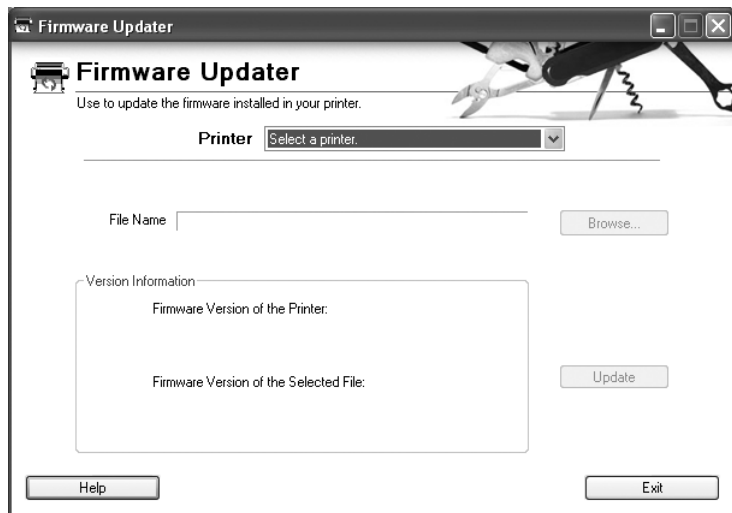 Firmware Updater
Firmware Updater
Use to update the firmware installed in your printer.
Printer Select a printer.
File Name Browse...
Version Information
Firmware Version of the Printer:
Firmware Version of the Selected File: Update
Help Exit